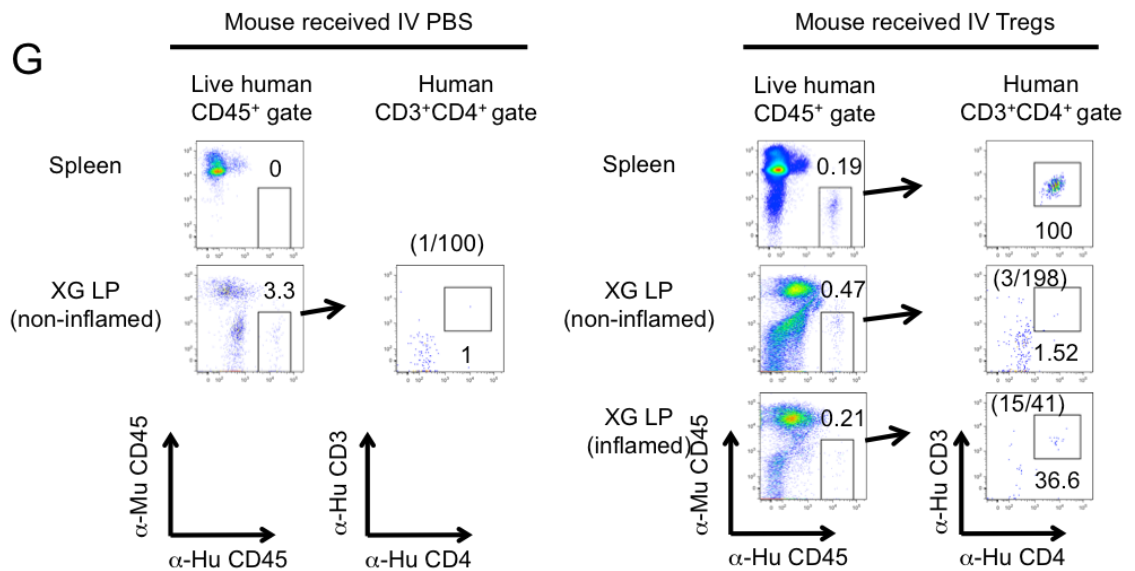 G
Mouse received IV PBS
Live human
CD45⁺ gate
Human
CD3⁺CD4⁺ gate
Spleen
0
(1/100)
XG LP
(non-inflamed)
3.3
1
α-Mu CD45
α-Hu CD45
α-Hu CD3
α-Hu CD4
Mouse received IV Tregs
Live human
CD45⁺ gate
Human
CD3⁺CD4⁺ gate
Spleen
0.19
100
XG LP
(non-inflamed)
0.47
(3/198)
1.52
XG LP
(inflamed)
0.21
(15/41)
36.6
α-Mu CD45
α-Hu CD45
α-Hu CD3
α-Hu CD4